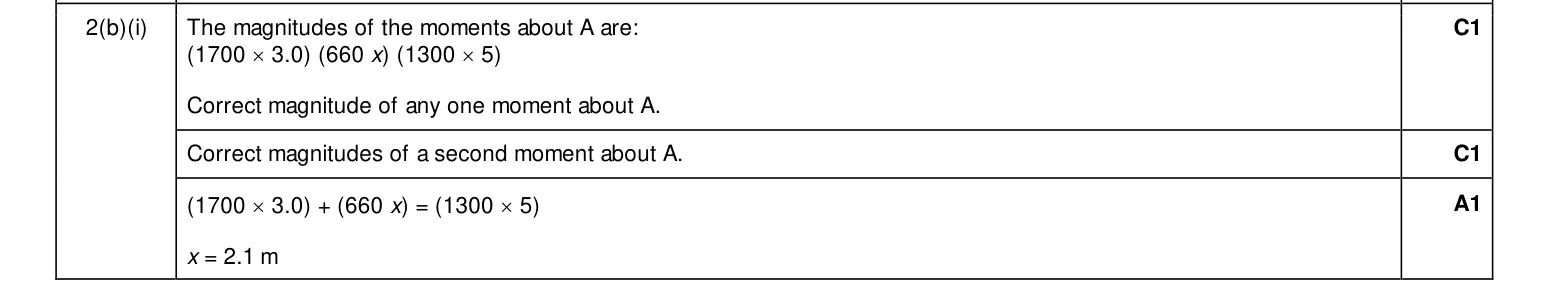 2(b)(i)
The magnitudes of the moments about A are:
C1
(1700 × 3.0) (660 x) (1300 × 5)
Correct magnitude of any one moment about A.
Correct magnitudes of a second moment about A.
C1
(1700 × 3.0) + (660 x) = (1300 × 5)
A1
x = 2.1 m